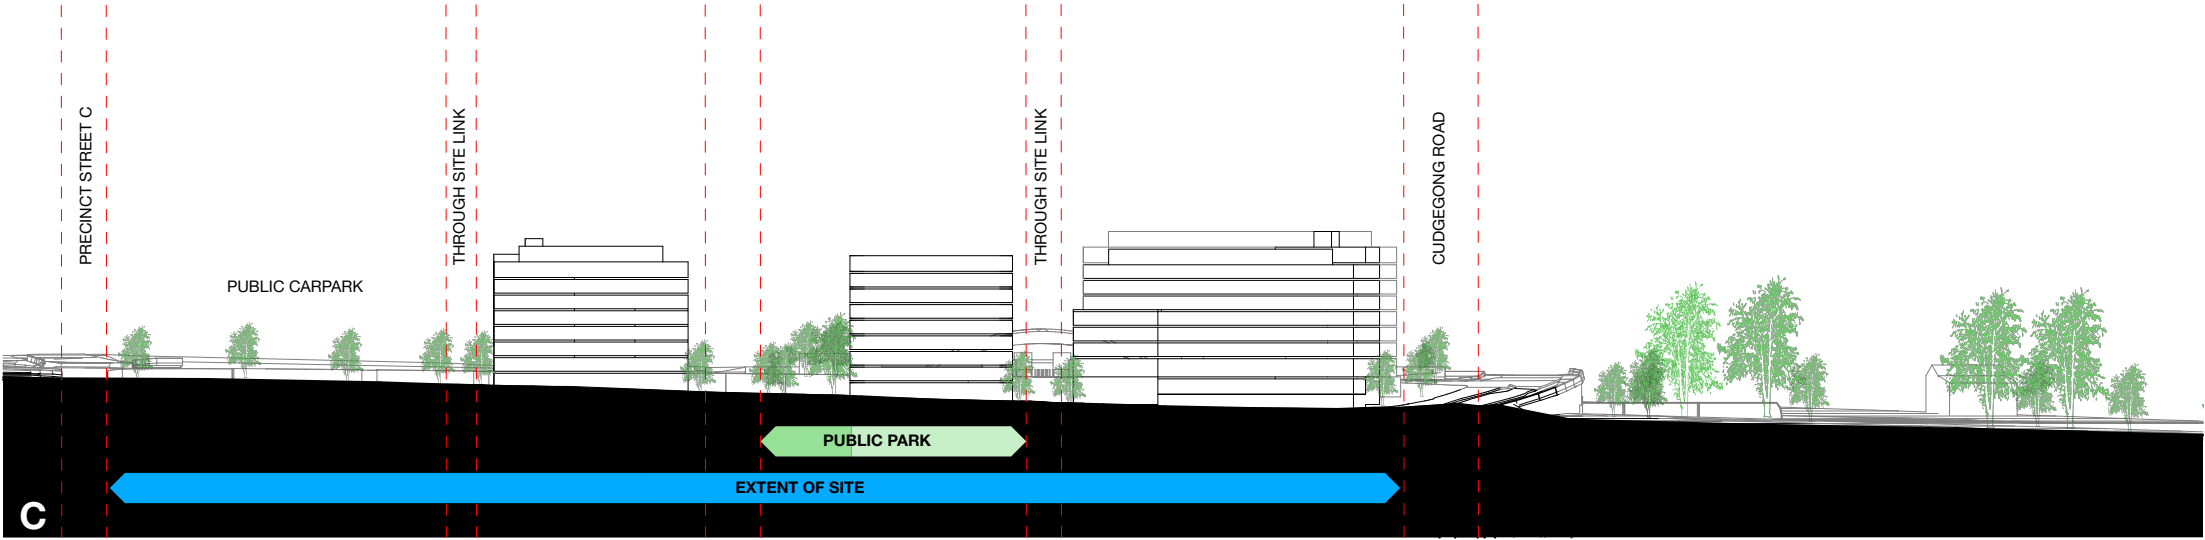 PRECINCT STREET C
PUBLIC CARPARK
THROUGH SITE LINK
THROUGH SITE LINK
CUDGEGONG ROAD
PUBLIC PARK
EXTENT OF SITE
C